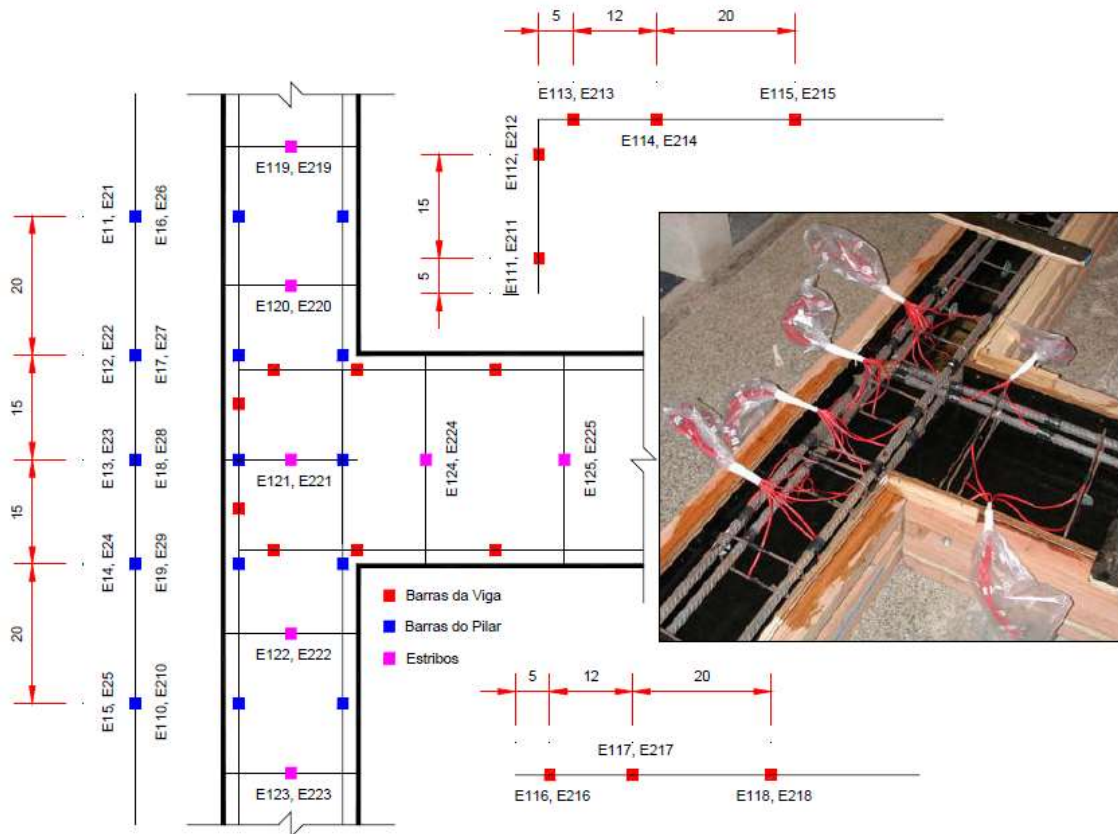 5
12
20
E113, E213
E115, E215
E114, E214
E112, E212
15
E111, E211
5
E119, E219
E11, E21
E16, E26
20
E120, E220
E12, E22
E17, E27
15
E13, E23
E18, E28
E121, E221
E124, E224
E125, E225
15
E14, E24
E19, E29
Barras da Viga
Barras do Pilar
Estribos
20
E122, E222
E15, E25
E110, E210
E123, E223
5
12
20
E117, E217
E116, E216
E118, E218